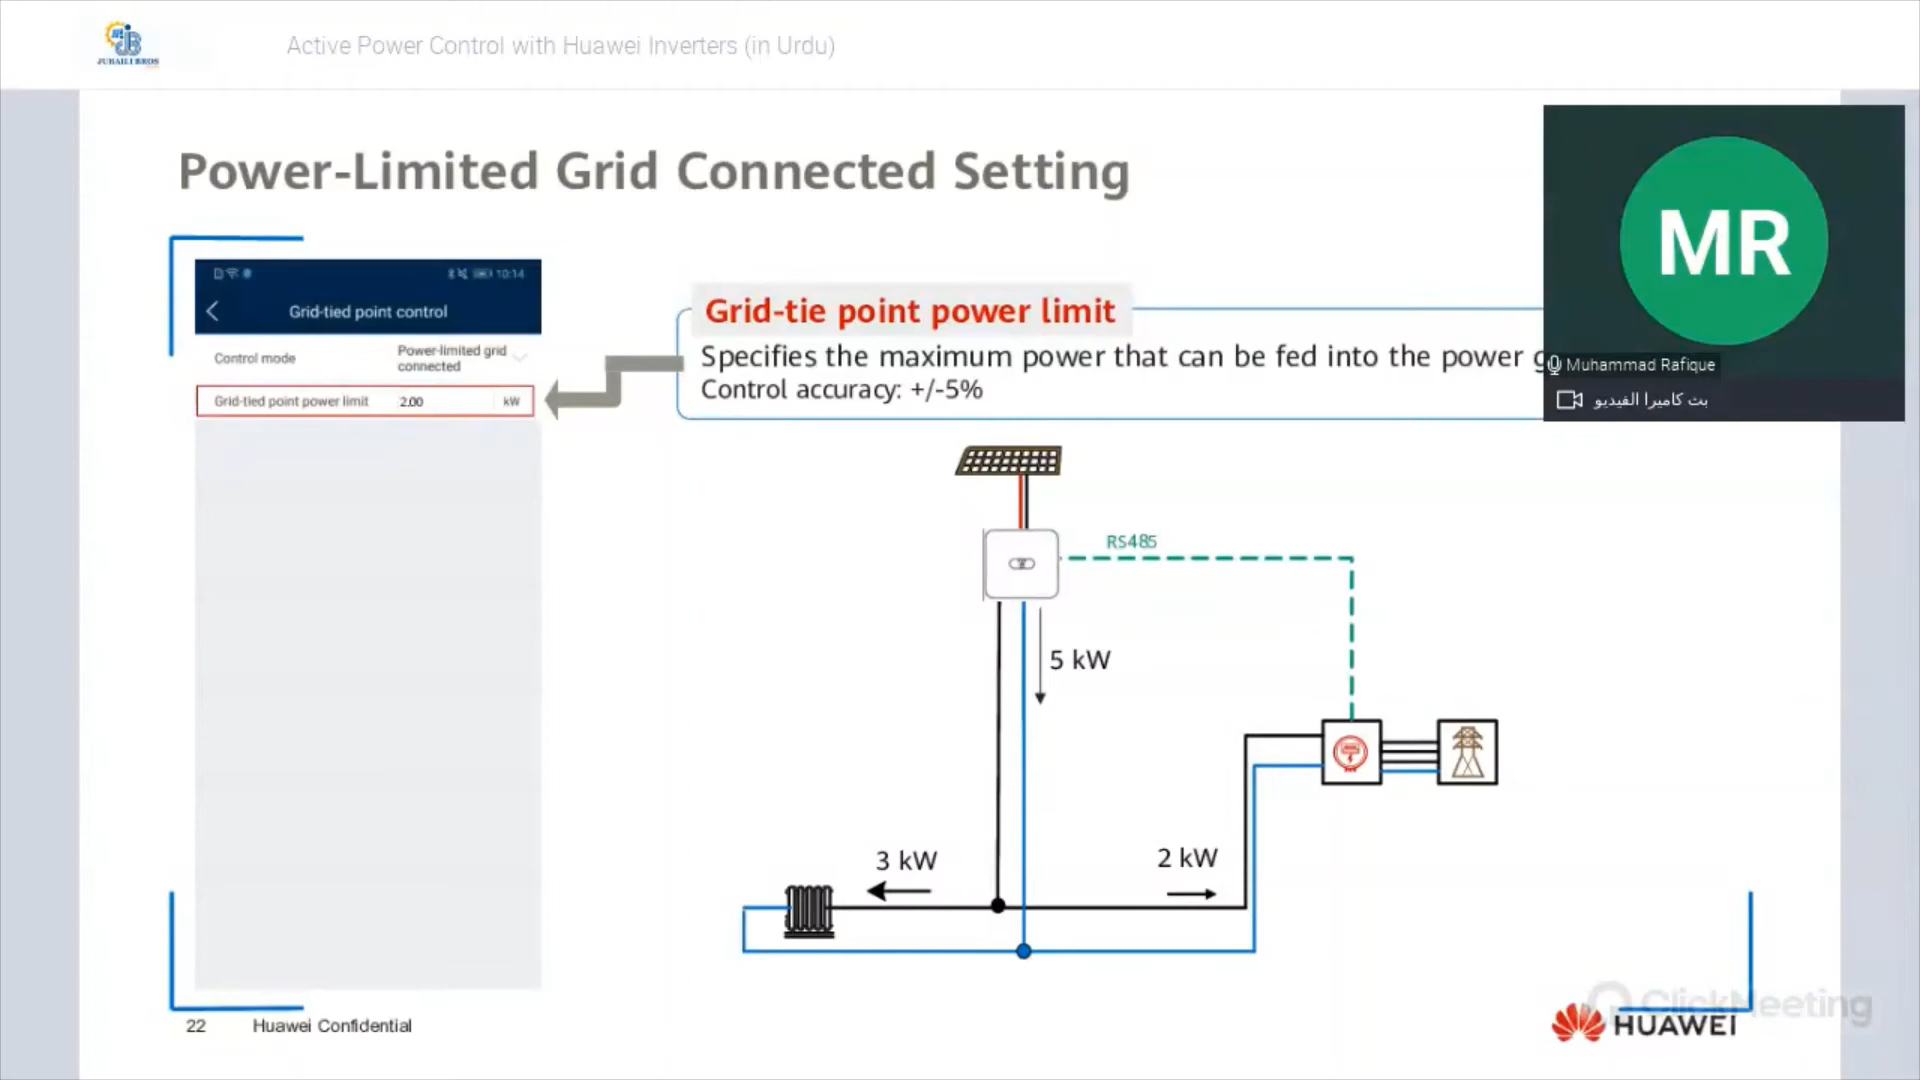 JUBAILI BROS
Active Power Control with Huawei Inverters (in Urdu)
Power-Limited Grid Connected Setting
MR
Muhammad Rafique
بث كاميرا الفيديو
10:14
Grid-tied point control
Control mode
Power-limited grid
connected
Grid-tied point power limit 2.00 kW
Grid-tie point power limit
Specifies the maximum power that can be fed into the power g
Control accuracy: +/-5%
RS485
5 kW
3 kW
2 kW
22 Huawei Confidential
ClickMeeting
HUAWEI